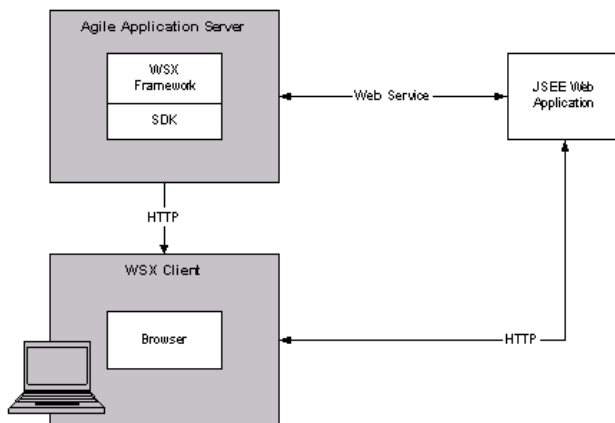 Agile Application Server
WSX
Framework
SDK
Web Service
JSEE Web
Application
HTTP
WSX Client
Browser
HTTP